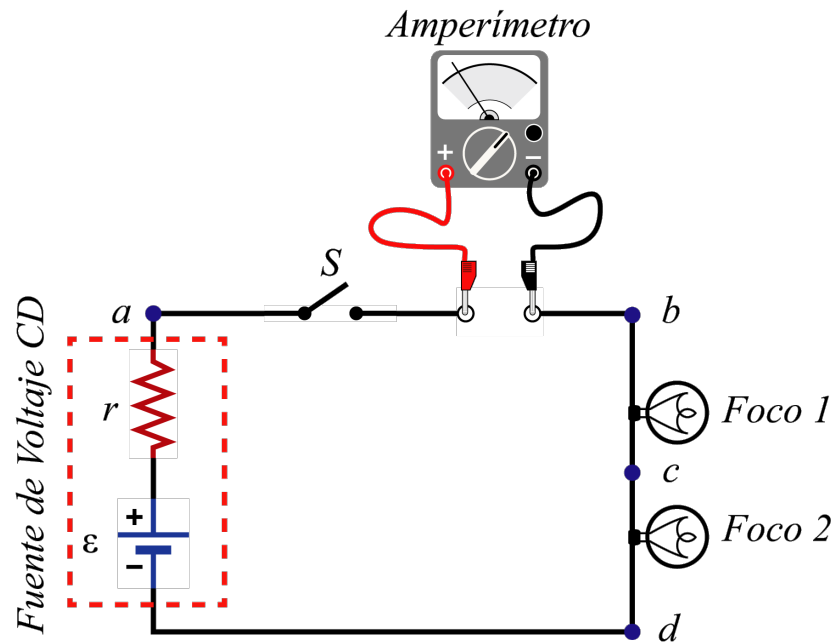 Amperímetro
+ −
S
a
b
Fuente de Voltaje CD
r
Foco 1
c
+
ε
−
Foco 2
d